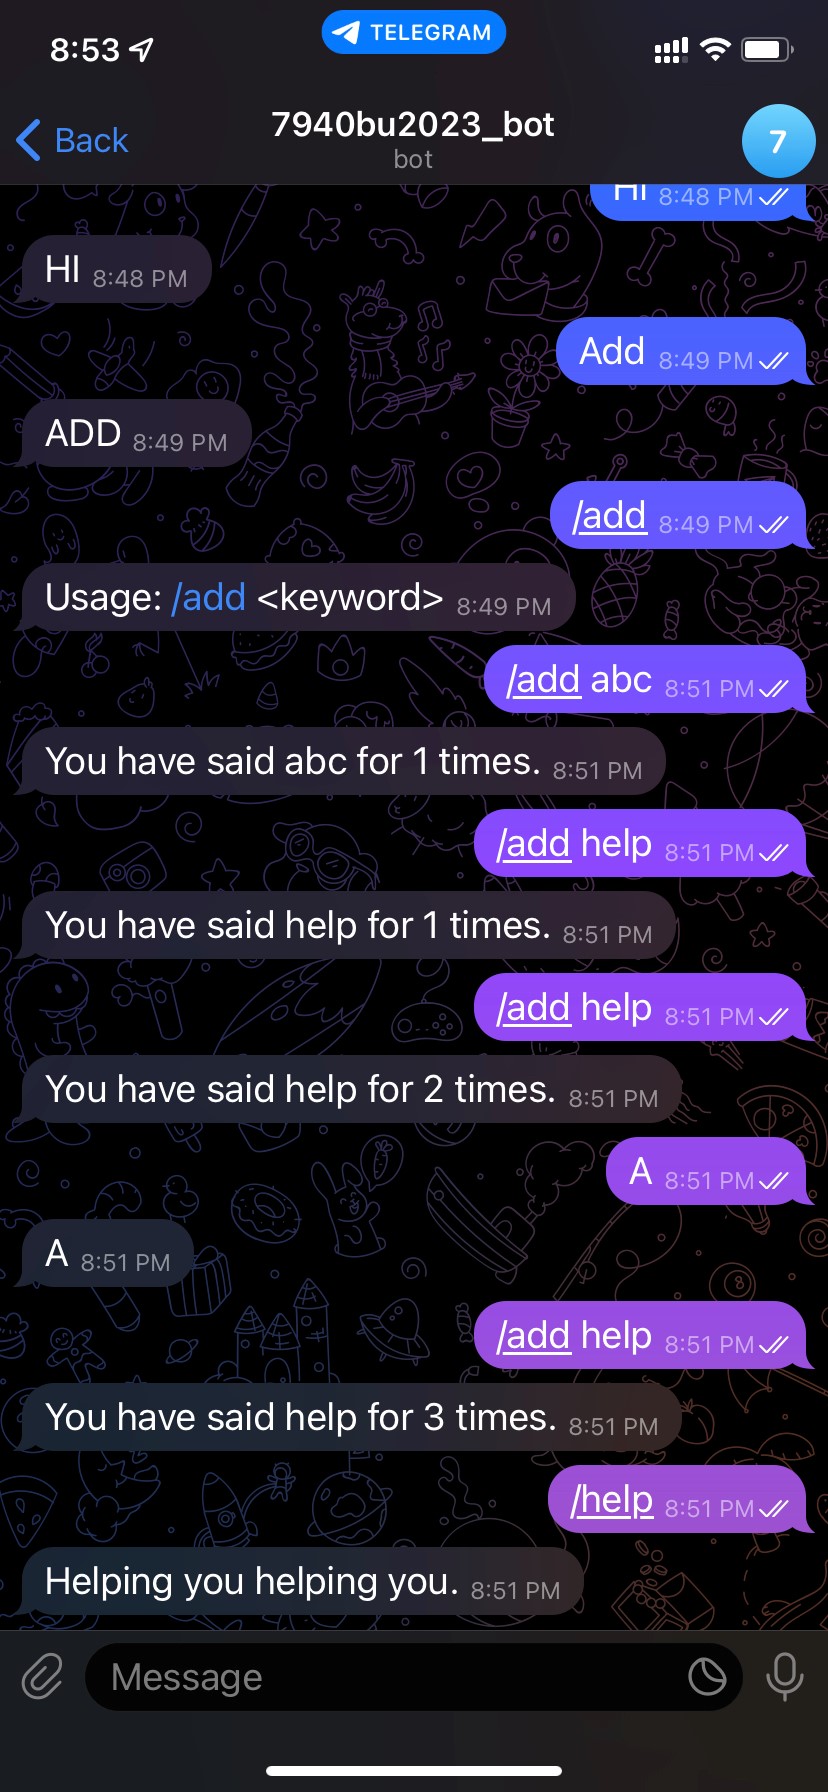 8:53
TELEGRAM
Back
7940bu2023_bot
bot
7
Hi 8:48 PM
HI 8:48 PM
Add 8:49 PM
ADD 8:49 PM
/add 8:49 PM
Usage: /add <keyword> 8:49 PM
/add abc 8:51 PM
You have said abc for 1 times. 8:51 PM
/add help 8:51 PM
You have said help for 1 times. 8:51 PM
/add help 8:51 PM
You have said help for 2 times. 8:51 PM
A 8:51 PM
A 8:51 PM
/add help 8:51 PM
You have said help for 3 times. 8:51 PM
/help 8:51 PM
Helping you helping you. 8:51 PM
Message